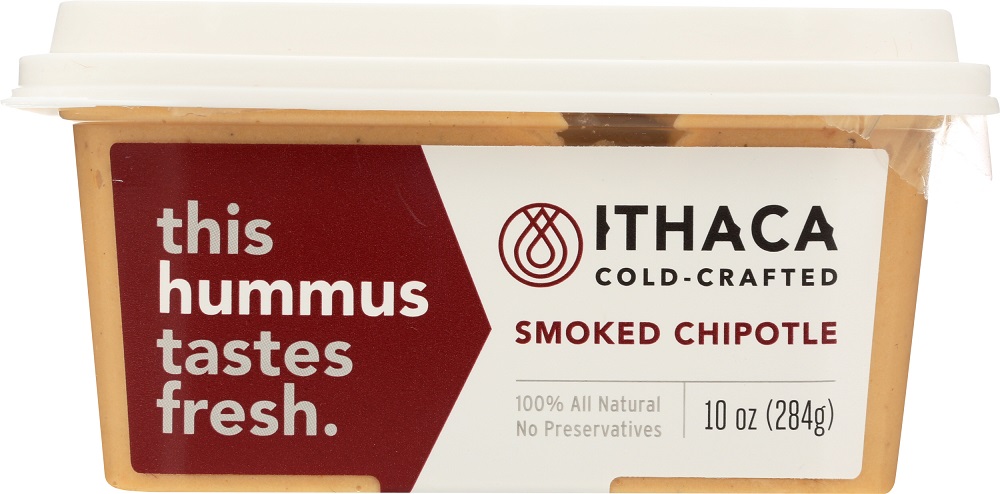 this
hummus
tastes
fresh.
ITHACA
COLD-CRAFTED
SMOKED CHIPOTLE
100% All Natural
No Preservatives
10 oz (284g)